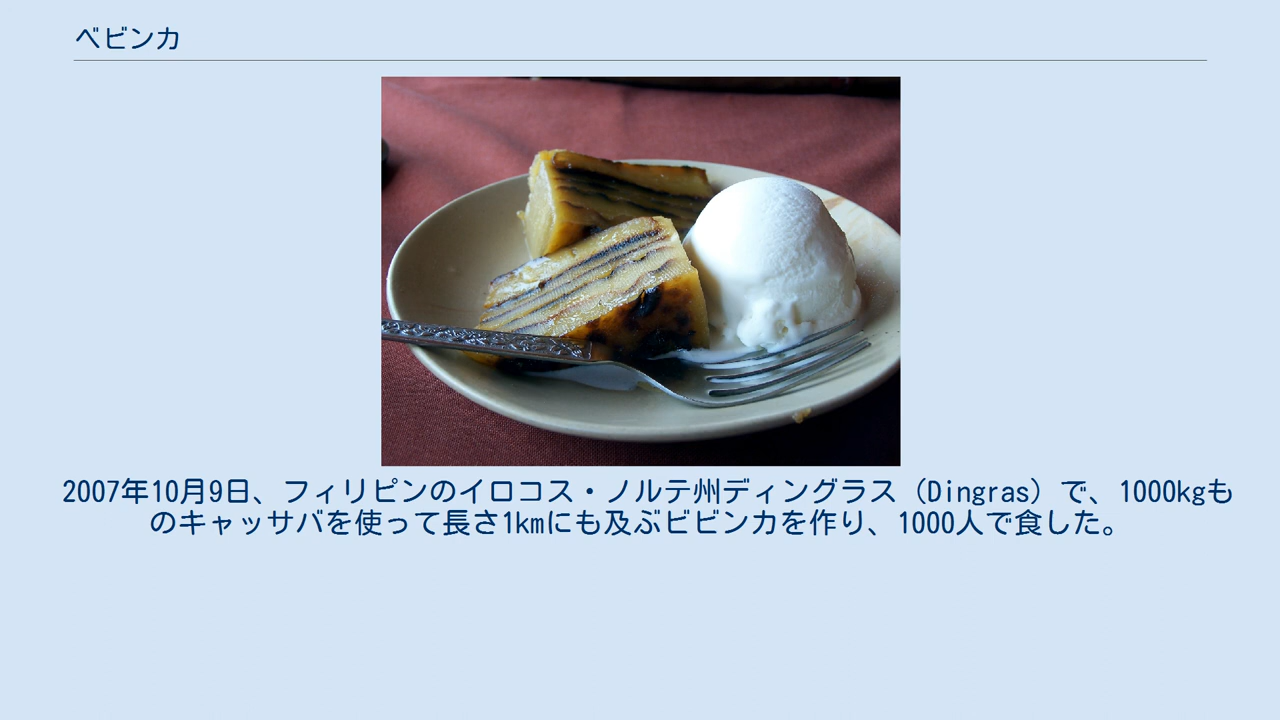 ベビンカ
2007年10月9日、フィリピンのイロコス・ノルテ州ディングラス（Dingras）で、1000kgも
のキャッサバを使って長さ1kmにも及ぶビビンカを作り、1000人で食した。